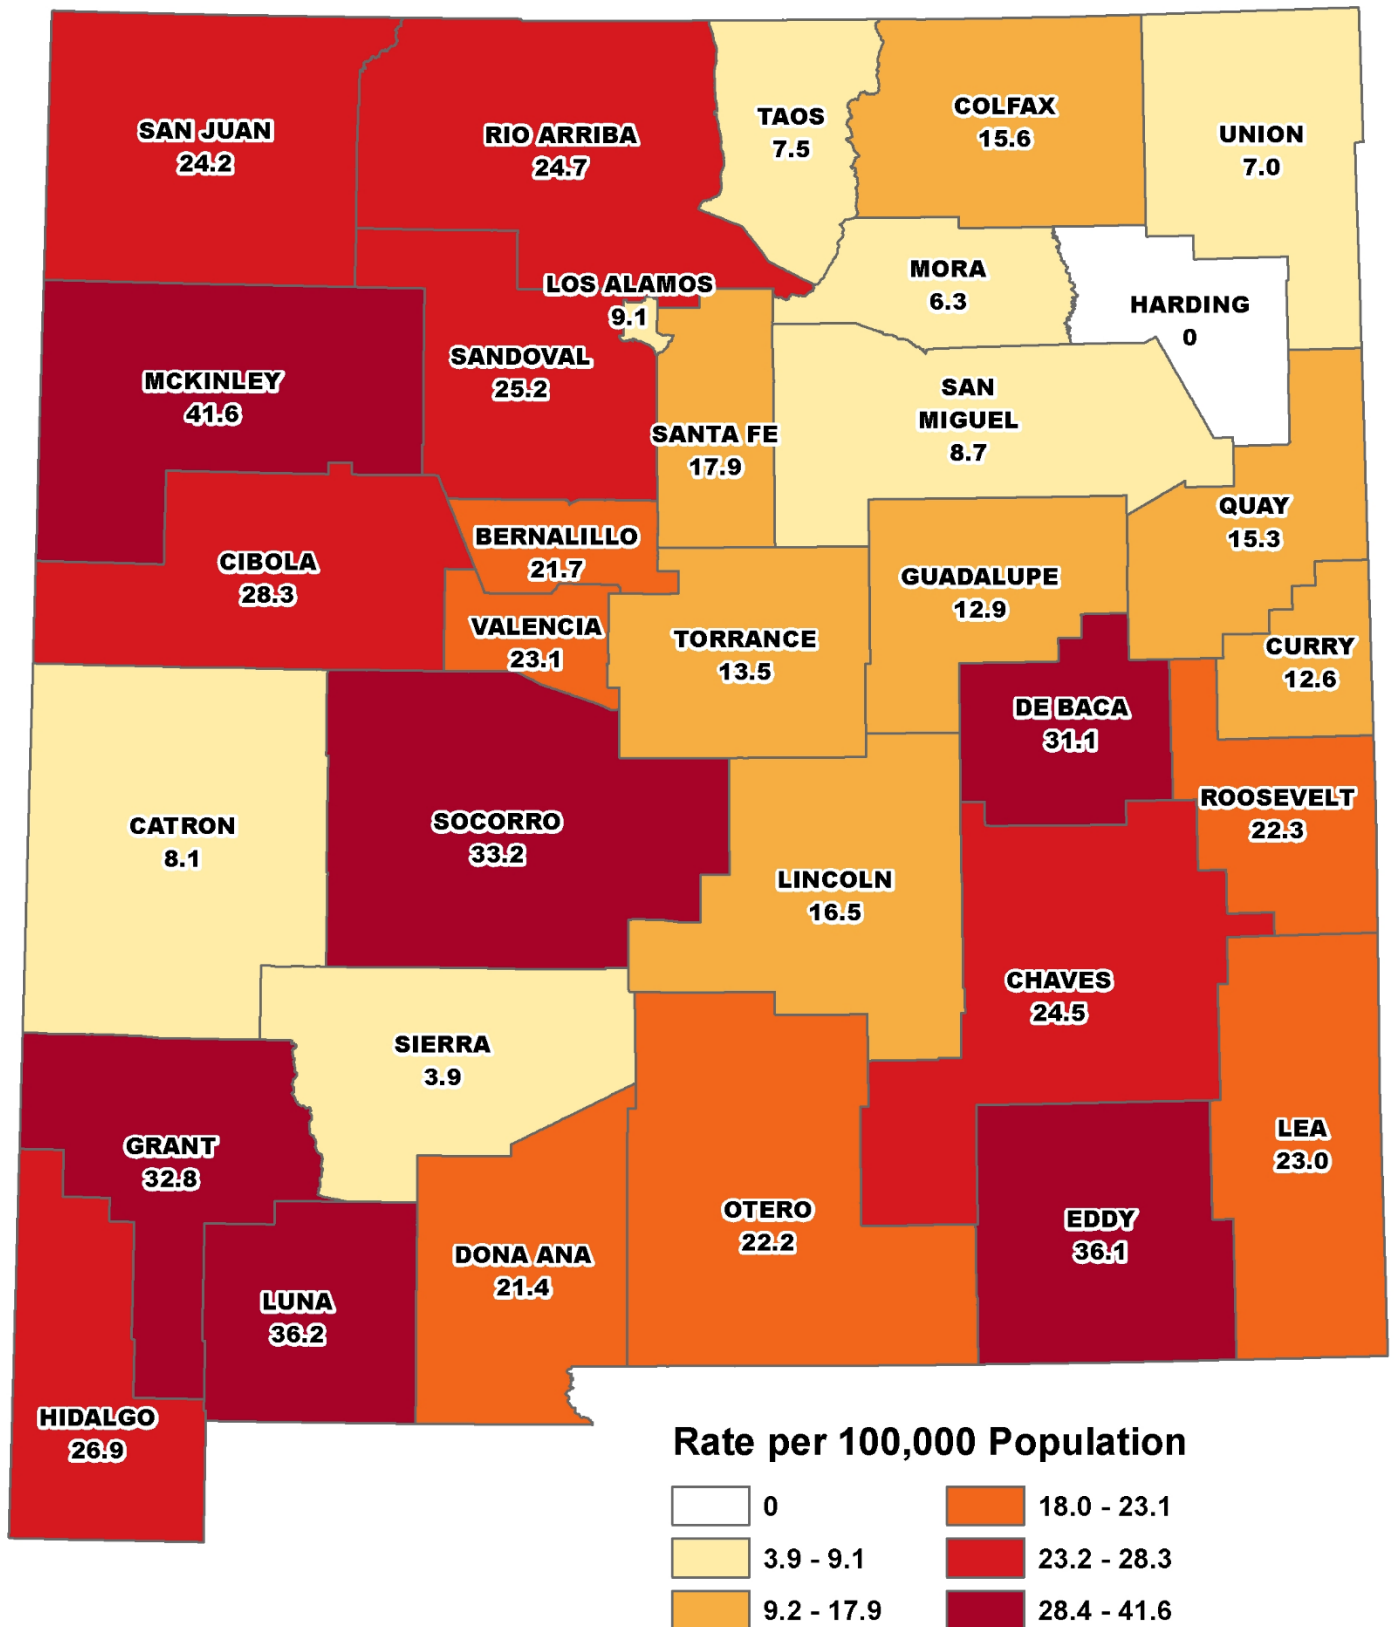 SAN JUAN
24.2
RIO ARRIBA
24.7
TAOS
7.5
COLFAX
15.6
UNION
7.0
LOS ALAMOS
9.1
MORA
6.3
HARDING
0
MCKINLEY
41.6
SANDOVAL
25.2
SANTA FE
17.9
SAN
MIGUEL
8.7
QUAY
15.3
CIBOLA
28.3
BERNALILLO
21.7
VALENCIA
23.1
TORRANCE
13.5
GUADALUPE
12.9
CURRY
12.6
DE BACA
31.1
ROOSEVELT
22.3
CATRON
8.1
SOCORRO
33.2
LINCOLN
16.5
CHAVES
24.5
SIERRA
3.9
GRANT
32.8
LEA
23.0
OTERO
22.2
EDDY
36.1
DONA ANA
21.4
LUNA
36.2
HIDALGO
26.9
Rate per 100,000 Population
0
3.9 - 9.1
9.2 - 17.9
18.0 - 23.1
23.2 - 28.3
28.4 - 41.6